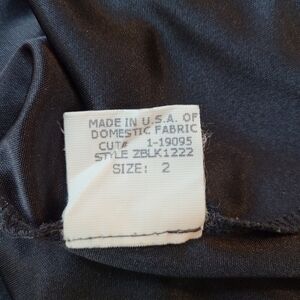 MADE IN U.S.A. OF
DOMESTIC FABRIC
CUT# 1-19095
STYLE ZBLK1222
SIZE: 2